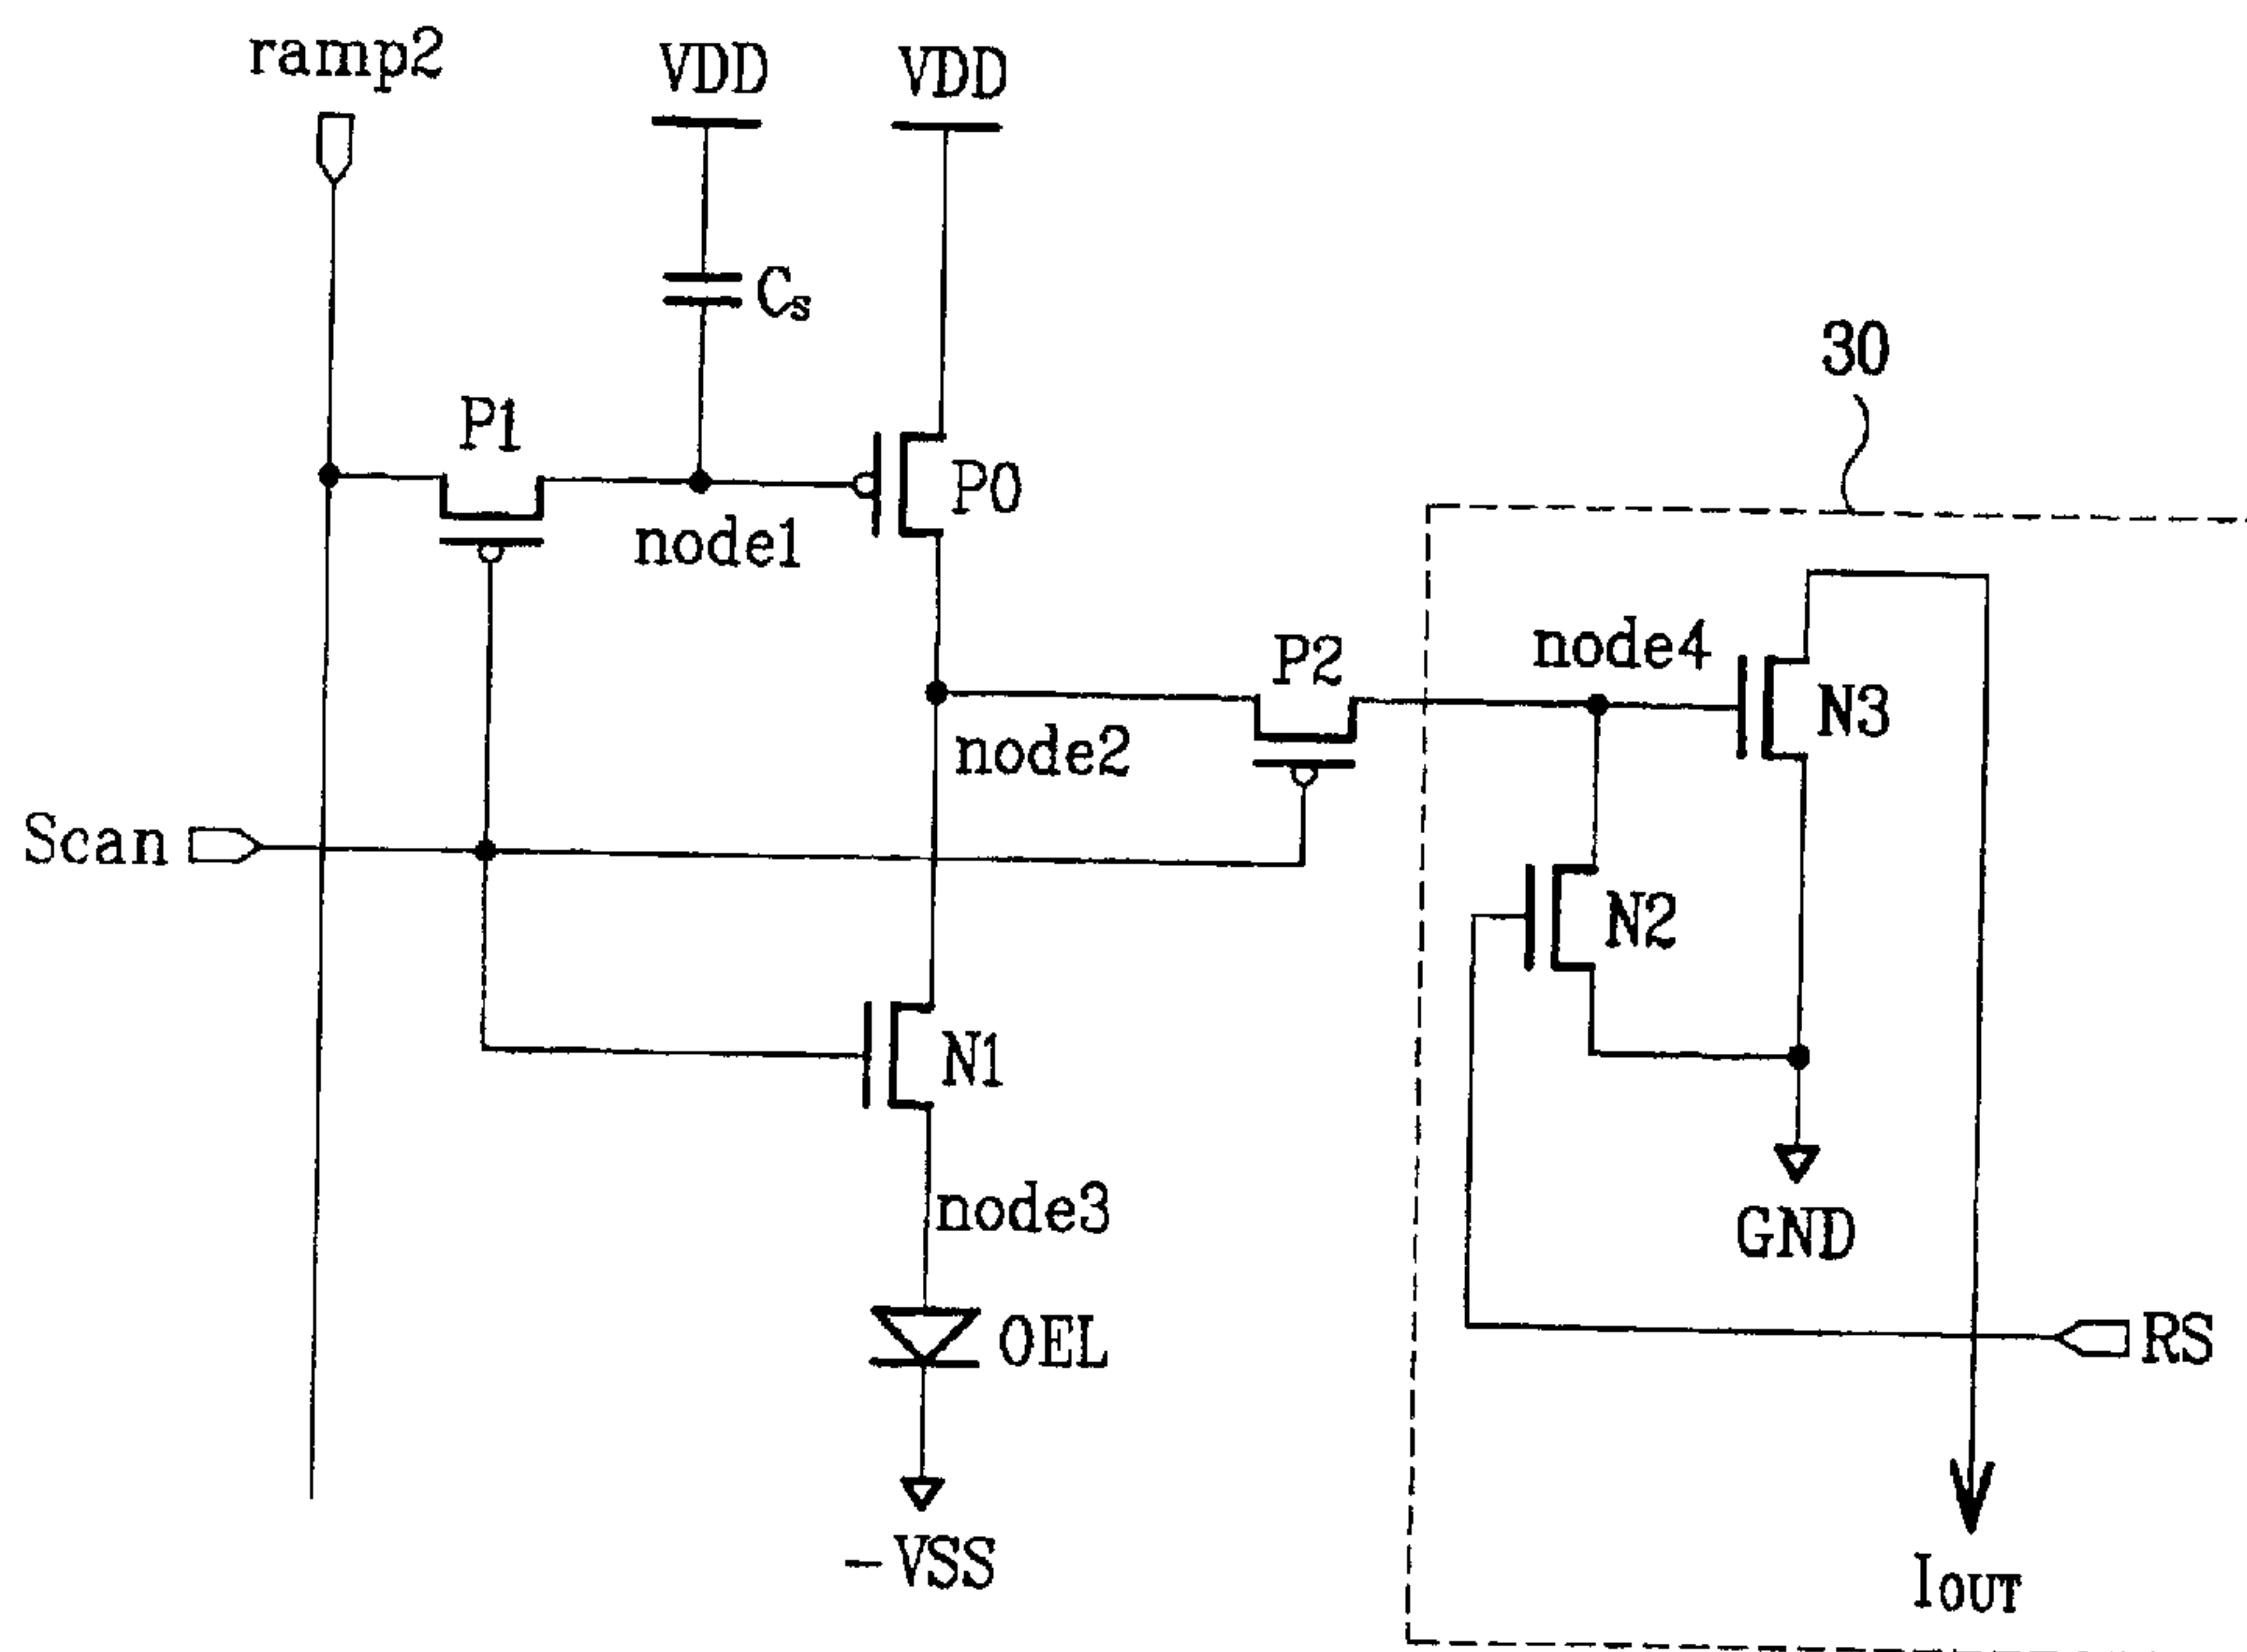 ramp2
VDD
VDD
Cs
30
P1
P0
node1
node4
P2
N3
node2
Scan
N2
N1
node3
GND
OEL
RS
-VSS
IOUT